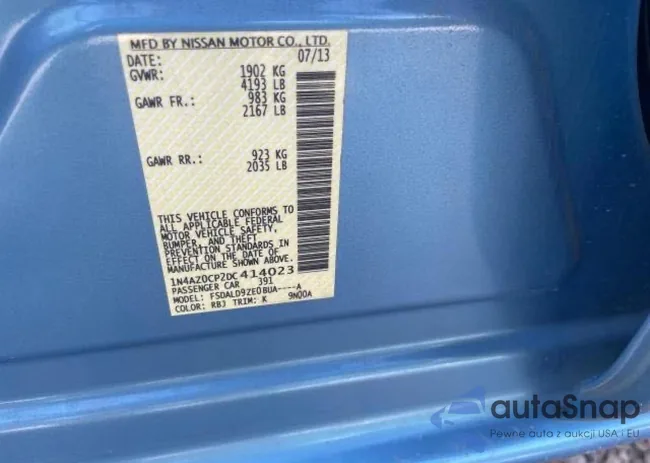 MFD BY NISSAN MOTOR CO., LTD.
DATE: 07/13
GVWR: 1902 KG
4193 LB
GAWR FR.: 983 KG
2167 LB
GAWR RR.: 923 KG
2035 LB
THIS VEHICLE CONFORMS TO
ALL APPLICABLE FEDERAL
MOTOR VEHICLE SAFETY,
BUMPER, AND THEFT
PREVENTION STANDARDS IN
EFFECT ON THE DATE OF
MANUFACTURE SHOWN ABOVE.
1N4AZ0CP2DC414023
PASSENGER CAR 391
MODEL: FSDALD9ZE0BUA----A
COLOR: RBJ TRIM: K 9N00A
autaSnap
Pewne auta z aukcji USA i EU